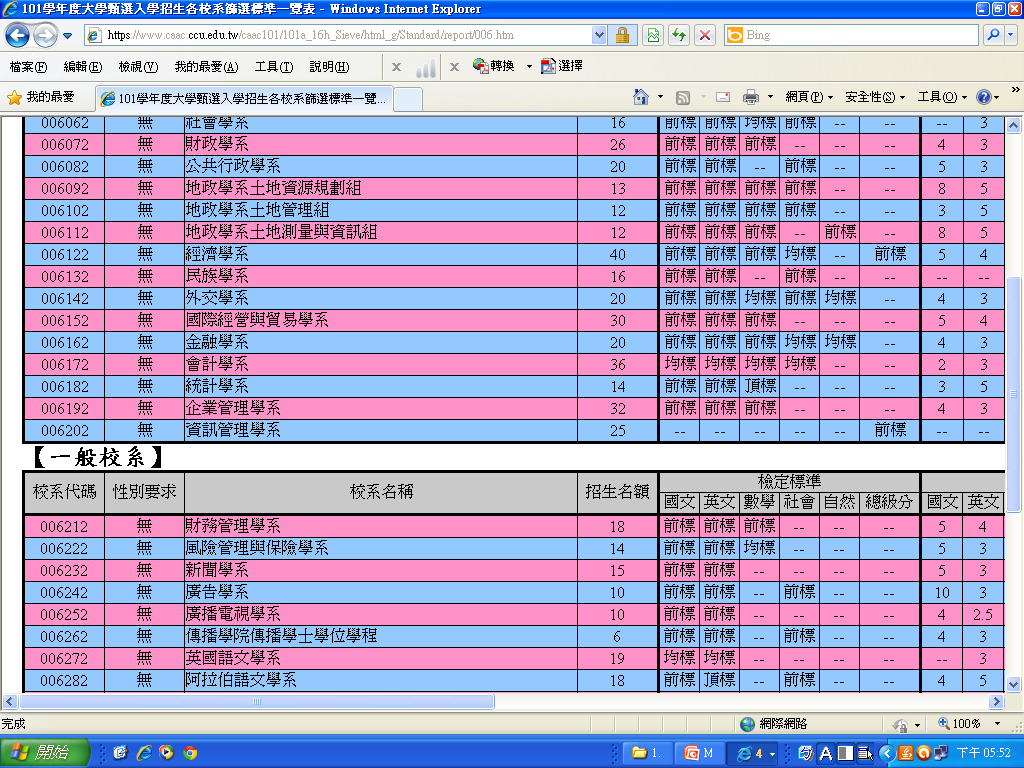 101學年度大學甄選入學招生各校系篩選標準一覽表 - Windows Internet Explorer
https://www.caac.ccu.edu.tw/caac101/101a_16h_Sieve/html_g/Standard/report/006.htm Bing
檔案(F) 編輯(E) 檢視(V) 我的最愛(A) 工具(T) 說明(H) 轉換 選擇
我的最愛 101學年度大學甄選入學招生各校系篩選標準一覽... 網頁(P) 安全性(S) 工具(O)
006062 無 社會學系 16 前標 前標 均標 前標 -- -- -- 3
006072 無 財政學系 26 前標 前標 前標 -- -- -- 4 3
006082 無 公共行政學系 20 前標 前標 -- 前標 -- -- 5 3
006092 無 地政學系土地資源規劃組 13 前標 前標 前標 前標 -- -- 8 5
006102 無 地政學系土地管理組 12 前標 前標 前標 前標 -- -- 3 5
006112 無 地政學系土地測量與資訊組 12 前標 前標 前標 -- 前標 -- 8 5
006122 無 經濟學系 40 前標 前標 前標 均標 -- 前標 5 4
006132 無 民族學系 16 前標 前標 -- 前標 -- -- -- --
006142 無 外交學系 20 前標 前標 均標 前標 均標 -- 4 3
006152 無 國際經營與貿易學系 30 前標 前標 前標 -- -- -- 5 4
006162 無 金融學系 20 前標 前標 前標 均標 均標 -- 4 3
006172 無 會計學系 36 均標 均標 均標 均標 -- -- 2 3
006182 無 統計學系 14 前標 前標 頂標 -- -- -- 3 5
006192 無 企業管理學系 32 前標 前標 前標 -- -- -- 4 3
006202 無 資訊管理學系 25 -- -- -- -- -- 前標 -- --
【一般校系】
校系代碼 性別要求 校系名稱 招生名額 檢定標準
國文 英文 數學 社會 自然 總級分 國文 英文
006212 無 財務管理學系 18 前標 前標 前標 -- -- -- 5 4
006222 無 風險管理與保險學系 14 前標 前標 均標 -- -- -- 5 3
006232 無 新聞學系 15 前標 前標 -- -- -- -- 5 3
006242 無 廣告學系 10 前標 前標 -- 前標 -- -- 10 3
006252 無 廣播電視學系 10 前標 前標 -- -- -- -- 4 2.5
006262 無 傳播學院傳播學士學位學程 6 前標 前標 -- 前標 -- -- 4 3
006272 無 英國語文學系 19 均標 均標 -- -- -- -- -- 3
006282 無 阿拉伯語文學系 18 前標 頂標 -- 前標 -- -- 4 5
完成 網際網路 100%
開始 1. M 4 A 下午 05:52